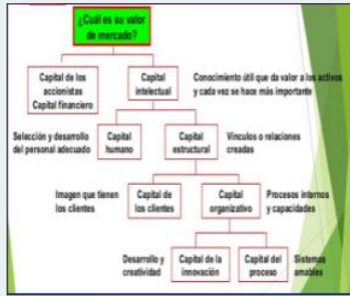 ¿Cuál es su valor
de mercado?
Capital de los
accionistas
Capital financiero
Capital
intelectual
Conocimiento útil que da valor a los activos
y cada vez se hace más importante
Selección y desarrollo
del personal adecuado
Capital
humano
Capital
estructural
Vínculos o relaciones
creadas
Imagen que tienen
los clientes
Capital de
los clientes
Capital
organizativo
Procesos internos
y capacidades
Desarrollo y
creatividad
Capital de la
innovación
Capital del
proceso
Sistemas
amables